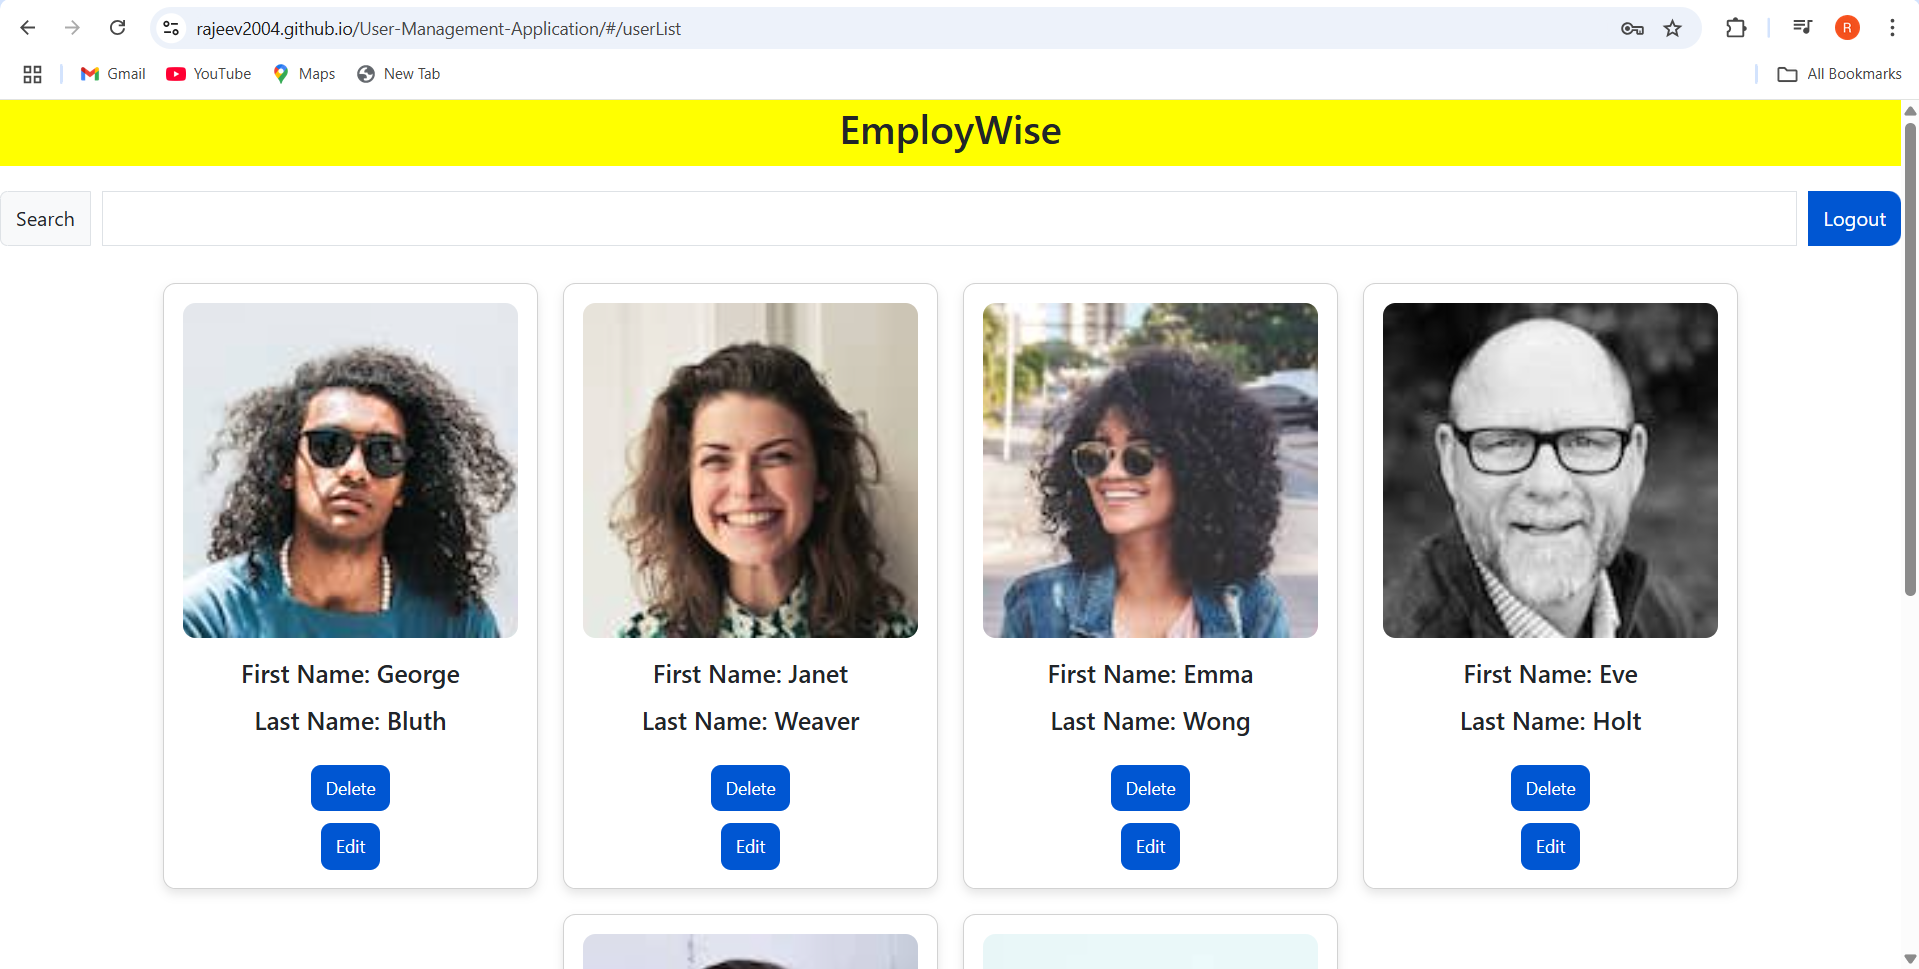 rajeev2004.github.io/User-Management-Application/#/userList
R
Gmail YouTube Maps New Tab All Bookmarks
EmployWise
Search Logout
First Name: George
Last Name: Bluth
Delete
Edit
First Name: Janet
Last Name: Weaver
Delete
Edit
First Name: Emma
Last Name: Wong
Delete
Edit
First Name: Eve
Last Name: Holt
Delete
Edit